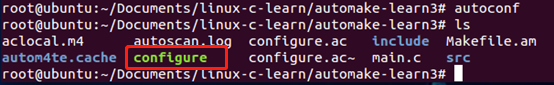 root@ubuntu:~/Documents/linux-c-learn/automake-learn3# autoconf
root@ubuntu:~/Documents/linux-c-learn/automake-learn3# ls
aclocal.m4 autoscan.log configure.ac include Makefile.am
autom4te.cache configure configure.ac~ main.c src
root@ubuntu:~/Documents/linux-c-learn/automake-learn3#